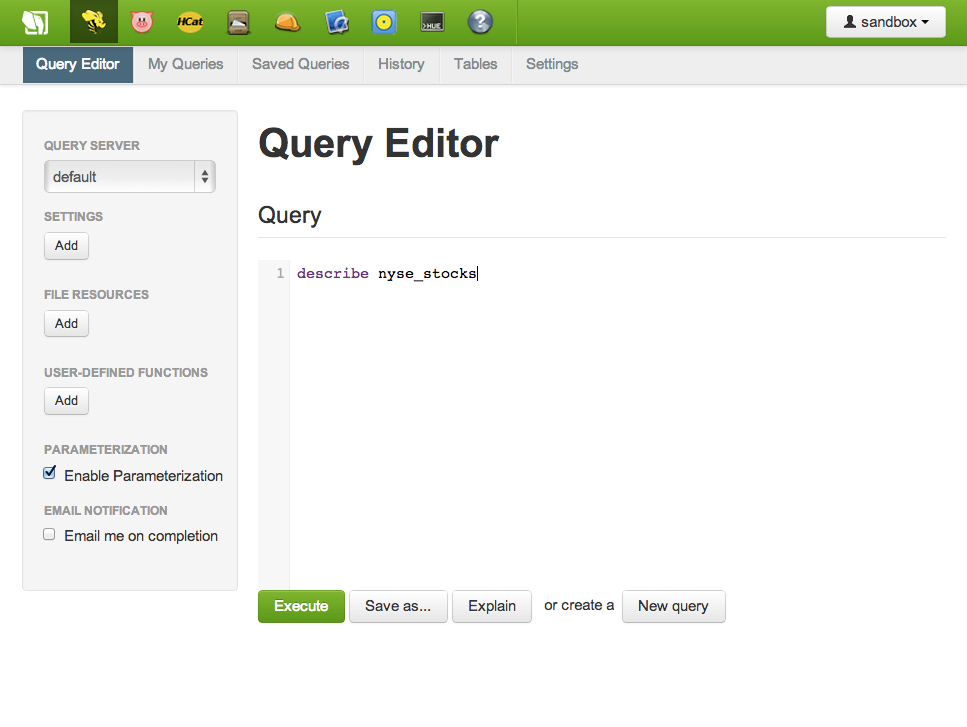 HCat
>HUE
?
sandbox
Query Editor My Queries Saved Queries History Tables Settings
QUERY SERVER
default
SETTINGS
Add
FILE RESOURCES
Add
USER-DEFINED FUNCTIONS
Add
PARAMETERIZATION
Enable Parameterization
EMAIL NOTIFICATION
Email me on completion
Query Editor
Query
1 describe nyse_stocks
Execute Save as... Explain or create a New query